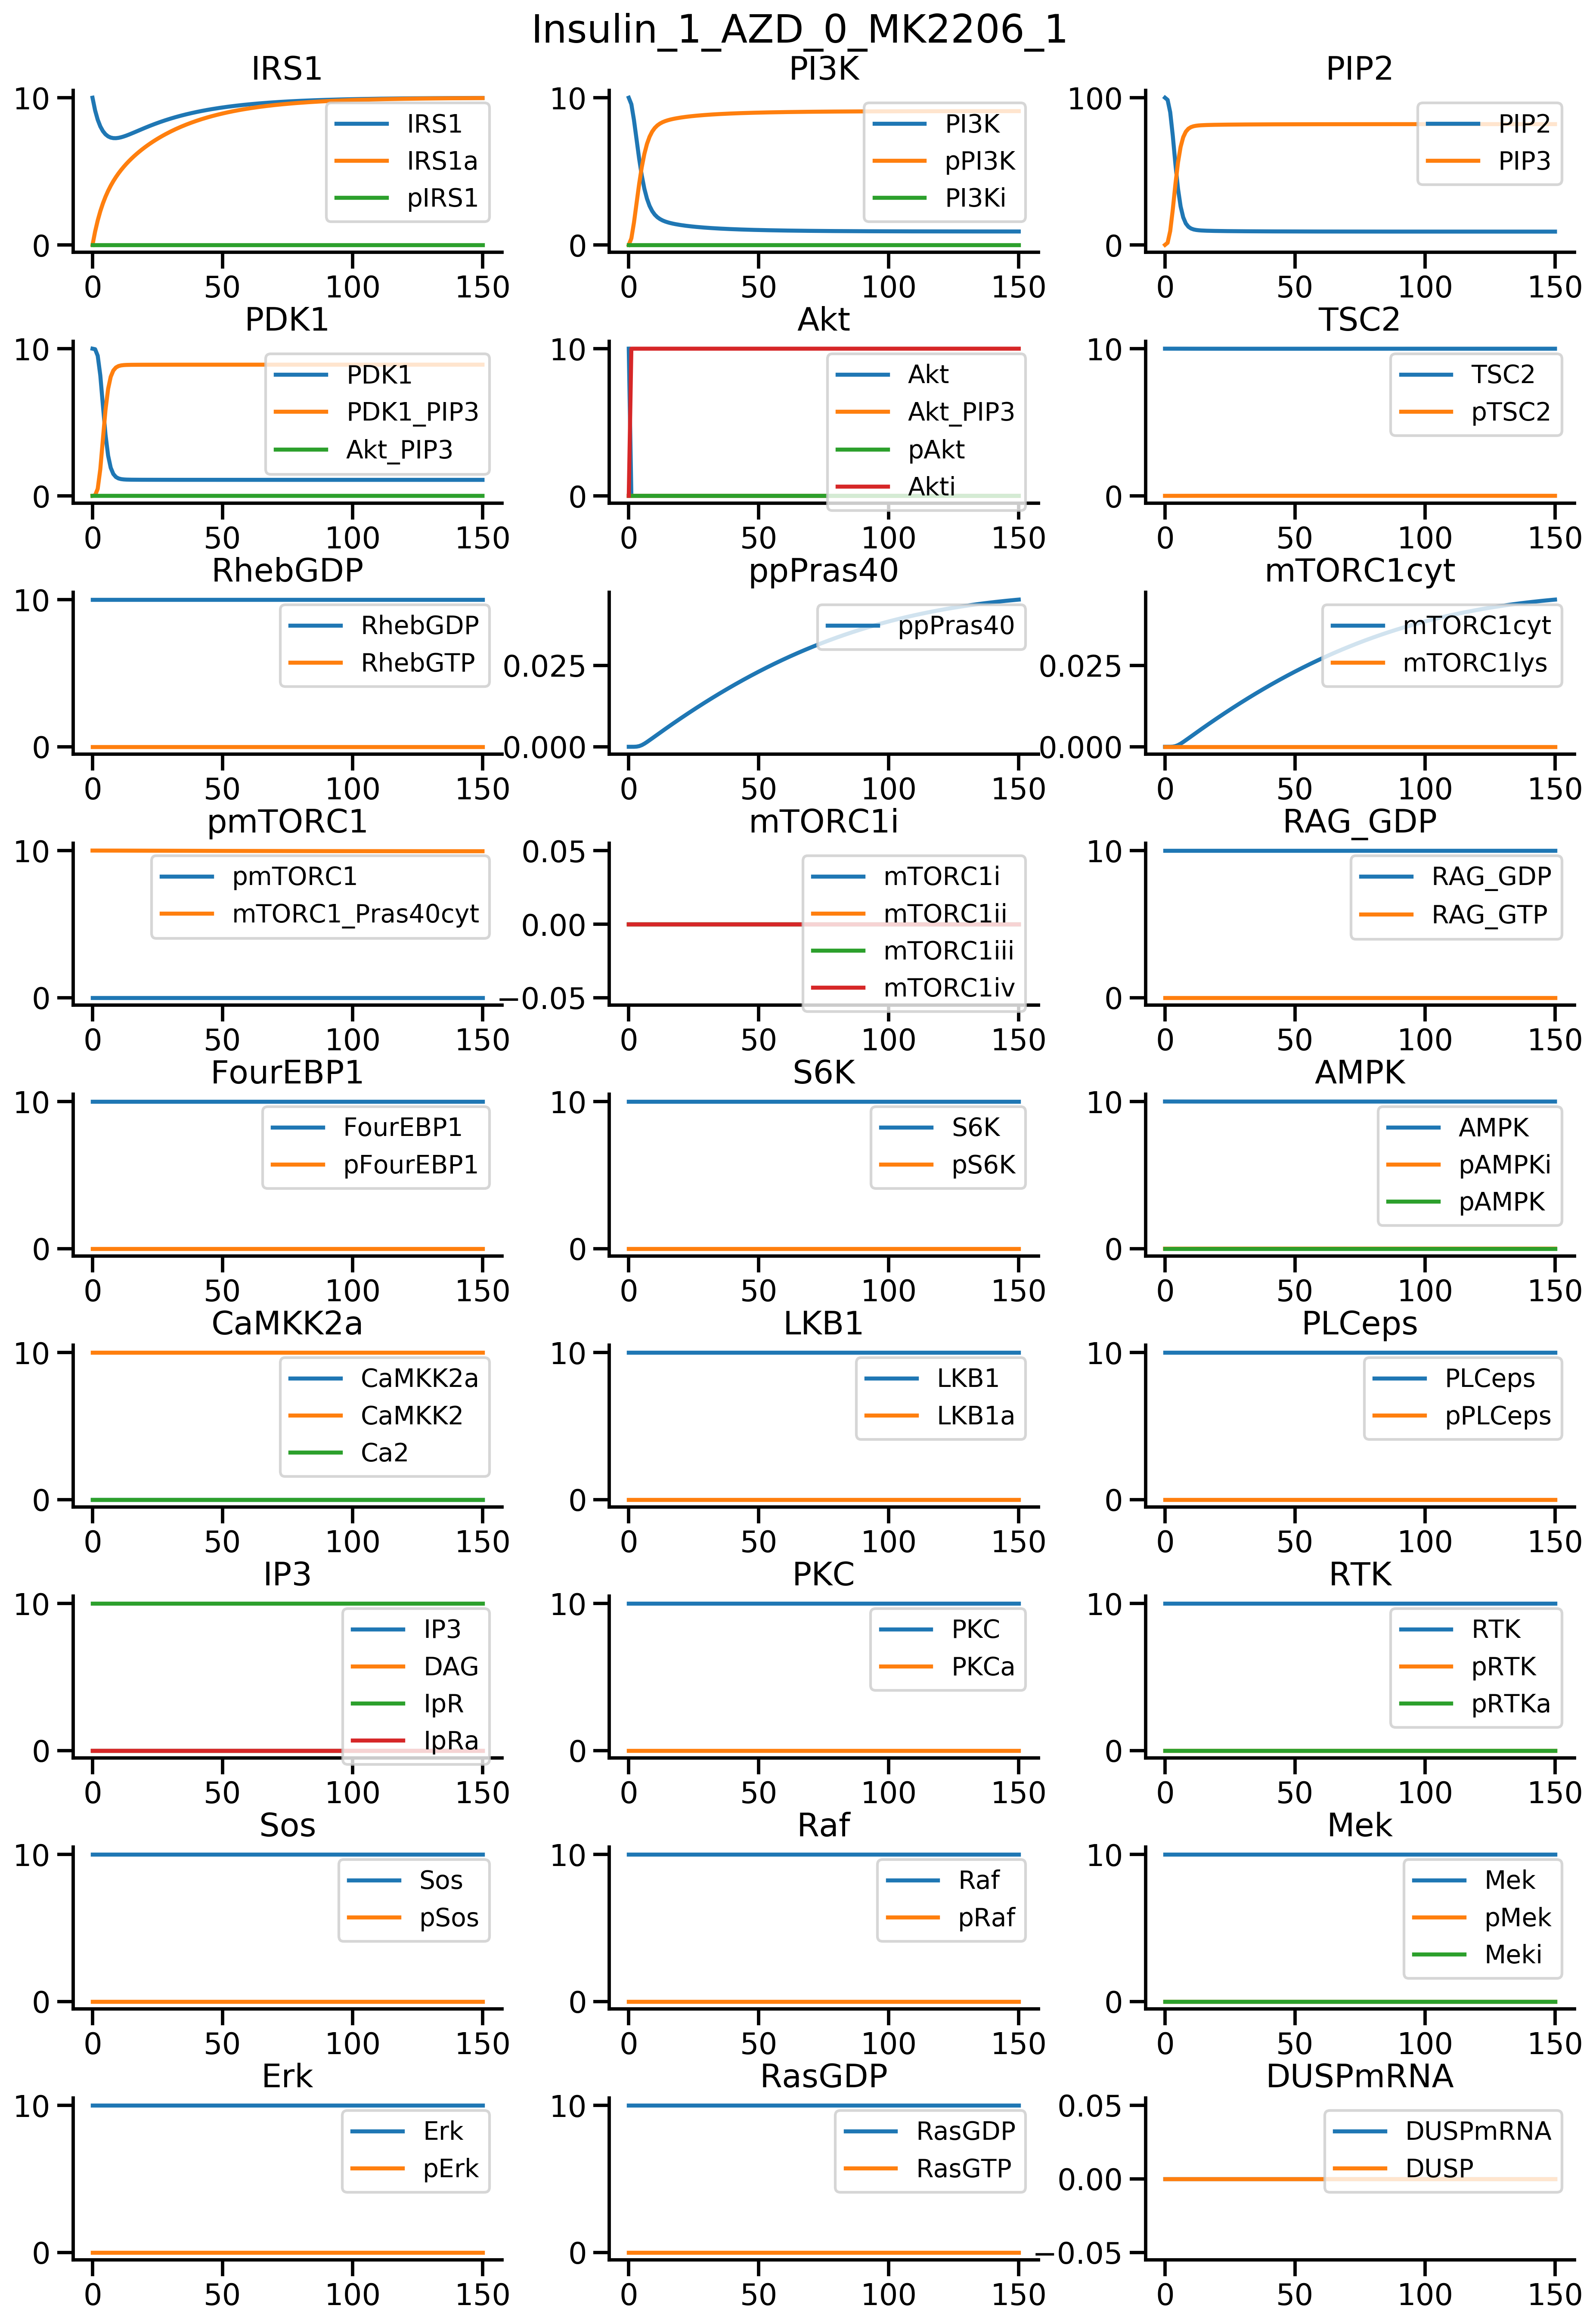 Insulin_1_AZD_0_MK2206_1
IRS1
PI3K
PIP2
10
0
IRS1
IRS1a
pIRS1
0 50 100 150
10
0
PI3K
pPI3K
PI3Ki
0 50 100 150
100
0
PIP2
PIP3
0 50 100 150
PDK1
Akt
TSC2
10
0
PDK1
PDK1_PIP3
Akt_PIP3
0 50 100 150
10
0
Akt
Akt_PIP3
pAkt
Akti
0 50 100 150
10
0
TSC2
pTSC2
0 50 100 150
RhebGDP
ppPras40
mTORC1cyt
10
0
RhebGDP
RhebGTP
0 50 100 150
0.025
0.000
ppPras40
0 50 100 150
0.025
0.000
mTORC1cyt
mTORC1lys
0 50 100 150
pmTORC1
mTORC1i
RAG_GDP
10
0
pmTORC1
mTORC1_Pras40cyt
0 50 100 150
0.05
0.00
−0.05
mTORC1i
mTORC1ii
mTORC1iii
mTORC1iv
0 50 100 150
10
0
RAG_GDP
RAG_GTP
0 50 100 150
FourEBP1
S6K
AMPK
10
0
FourEBP1
pFourEBP1
0 50 100 150
10
0
S6K
pS6K
0 50 100 150
10
0
AMPK
pAMPKi
pAMPK
0 50 100 150
CaMKK2a
LKB1
PLCeps
10
0
CaMKK2a
CaMKK2
Ca2
0 50 100 150
10
0
LKB1
LKB1a
0 50 100 150
10
0
PLCeps
pPLCeps
0 50 100 150
IP3
PKC
RTK
10
0
IP3
DAG
IpR
IpRa
0 50 100 150
10
0
PKC
PKCa
0 50 100 150
10
0
RTK
pRTK
pRTKa
0 50 100 150
Sos
Raf
Mek
10
0
Sos
pSos
0 50 100 150
10
0
Raf
pRaf
0 50 100 150
10
0
Mek
pMek
Meki
0 50 100 150
Erk
RasGDP
DUSPmRNA
10
0
Erk
pErk
0 50 100 150
10
0
RasGDP
RasGTP
0 50 100 150
0.05
0.00
−0.05
DUSPmRNA
DUSP
0 50 100 150